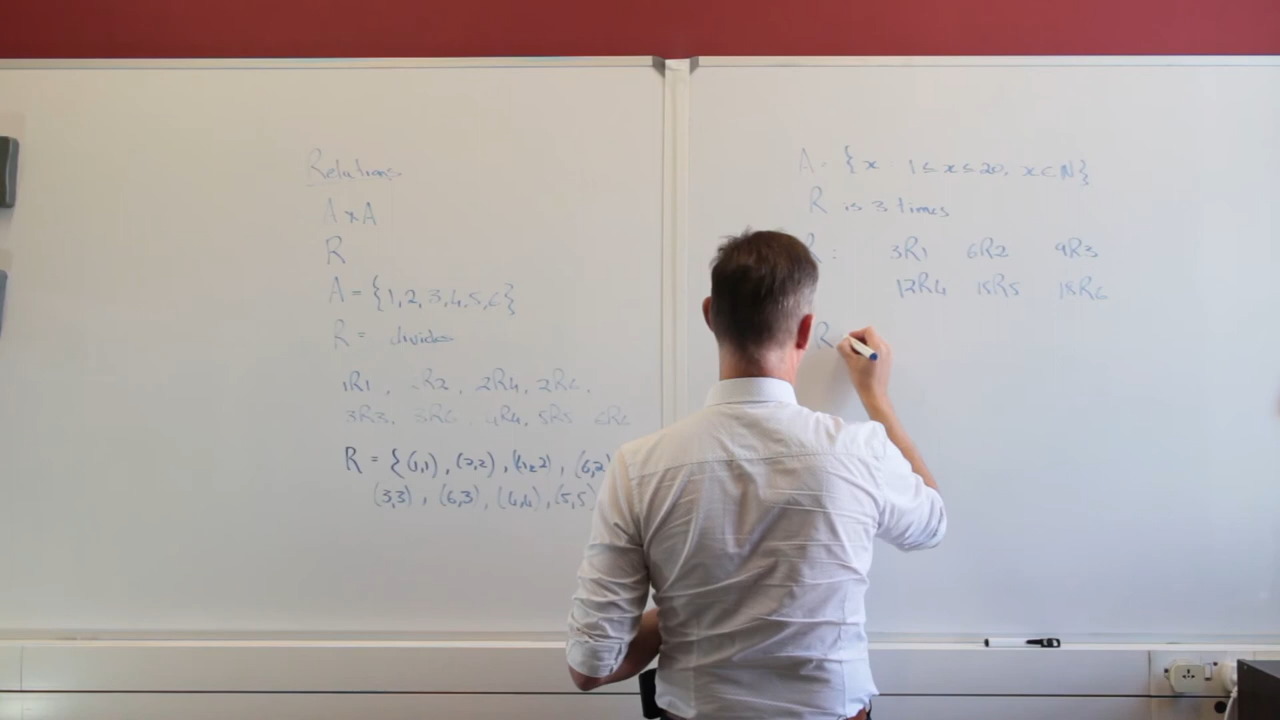 Relations
A × A
R
A = {1,2,3,4,5,6}
R = divides
1R1 , R2 , 2R4, 2R6,
3R3, 3R6 , 4R4, 5R5 6R6
R = {(1,1) , (2,2) , (4,2) , (6,2)
(3,3) , (6,3) , (4,4) , (5,5)
A = {x : 1 ≤ x ≤ 20, x ∈ N}
R is 3 times
R : 3R1 6R2 9R3
12R4 15R5 18R6
R